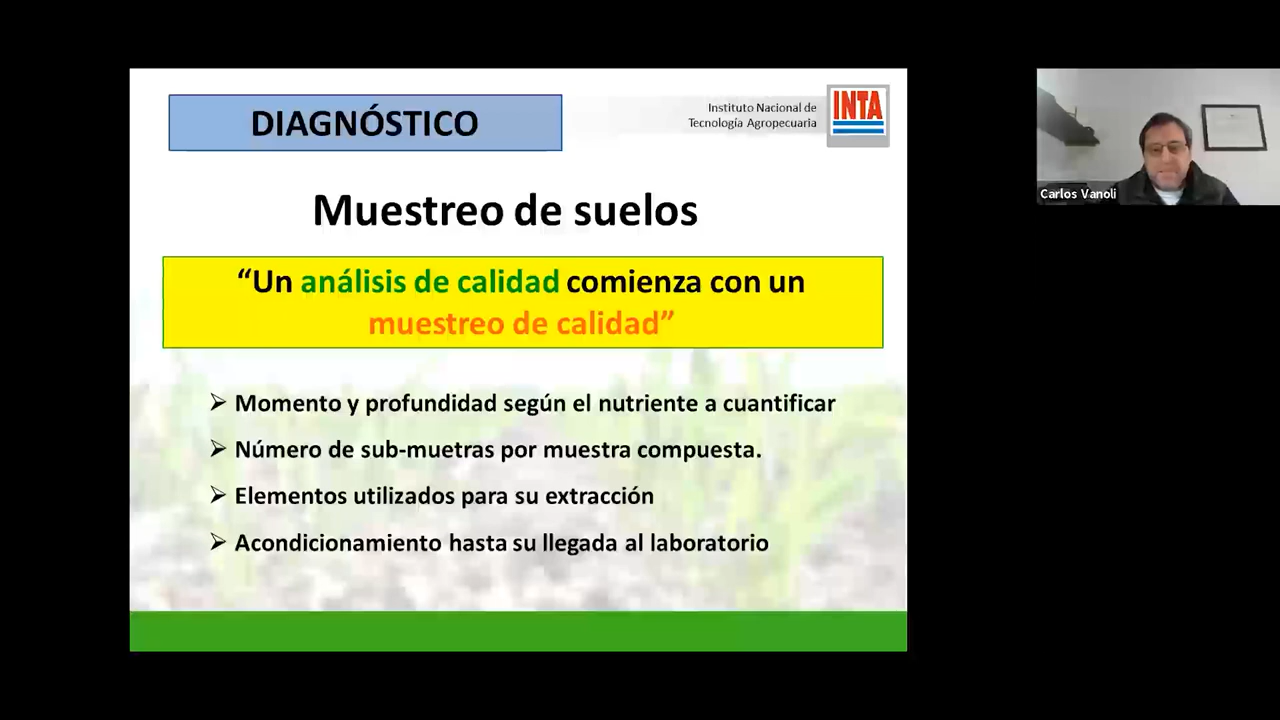 DIAGNÓSTICO
Instituto Nacional de
Tecnología Agropecuaria
INTA
Muestreo de suelos
“Un análisis de calidad comienza con un
muestreo de calidad”
➢ Momento y profundidad según el nutriente a cuantificar
➢ Número de sub-muetras por muestra compuesta.
➢ Elementos utilizados para su extracción
➢ Acondicionamiento hasta su llegada al laboratorio
Carlos Vanoli